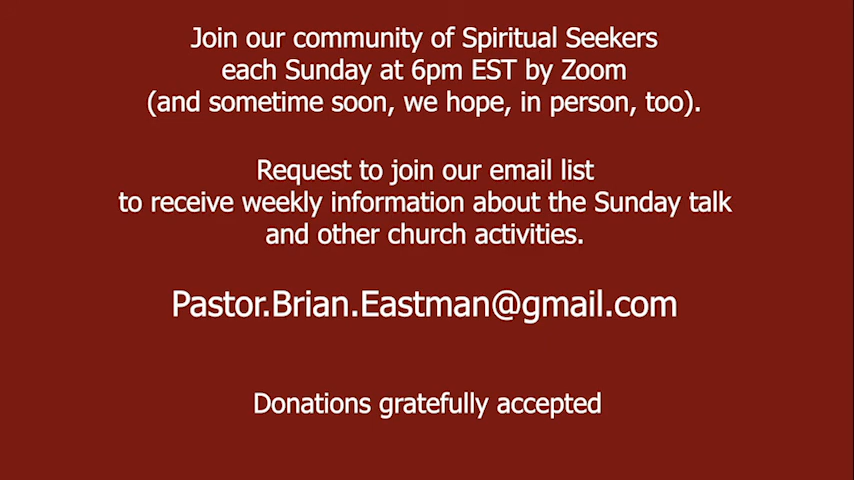 Join our community of Spiritual Seekers
each Sunday at 6pm EST by Zoom
(and sometime soon, we hope, in person, too).
Request to join our email list
to receive weekly information about the Sunday talk
and other church activities.
Pastor.Brian.Eastman@gmail.com
Donations gratefully accepted